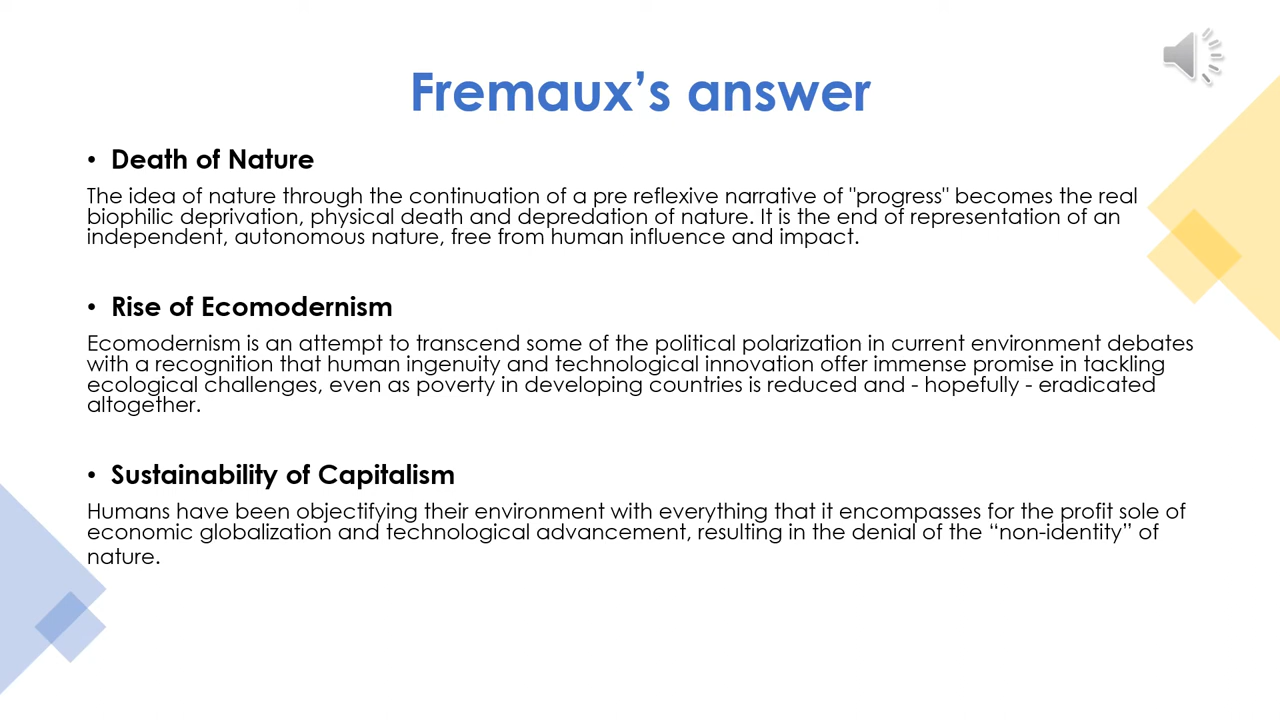 Fremaux’s answer
• Death of Nature
The idea of nature through the continuation of a pre reflexive narrative of "progress" becomes the real
biophilic deprivation, physical death and depredation of nature. It is the end of representation of an
independent, autonomous nature, free from human influence and impact.
• Rise of Ecomodernism
Ecomodernism is an attempt to transcend some of the political polarization in current environment debates
with a recognition that human ingenuity and technological innovation offer immense promise in tackling
ecological challenges, even as poverty in developing countries is reduced and - hopefully - eradicated
altogether.
• Sustainability of Capitalism
Humans have been objectifying their environment with everything that it encompasses for the profit sole of
economic globalization and technological advancement, resulting in the denial of the “non-identity” of
nature.